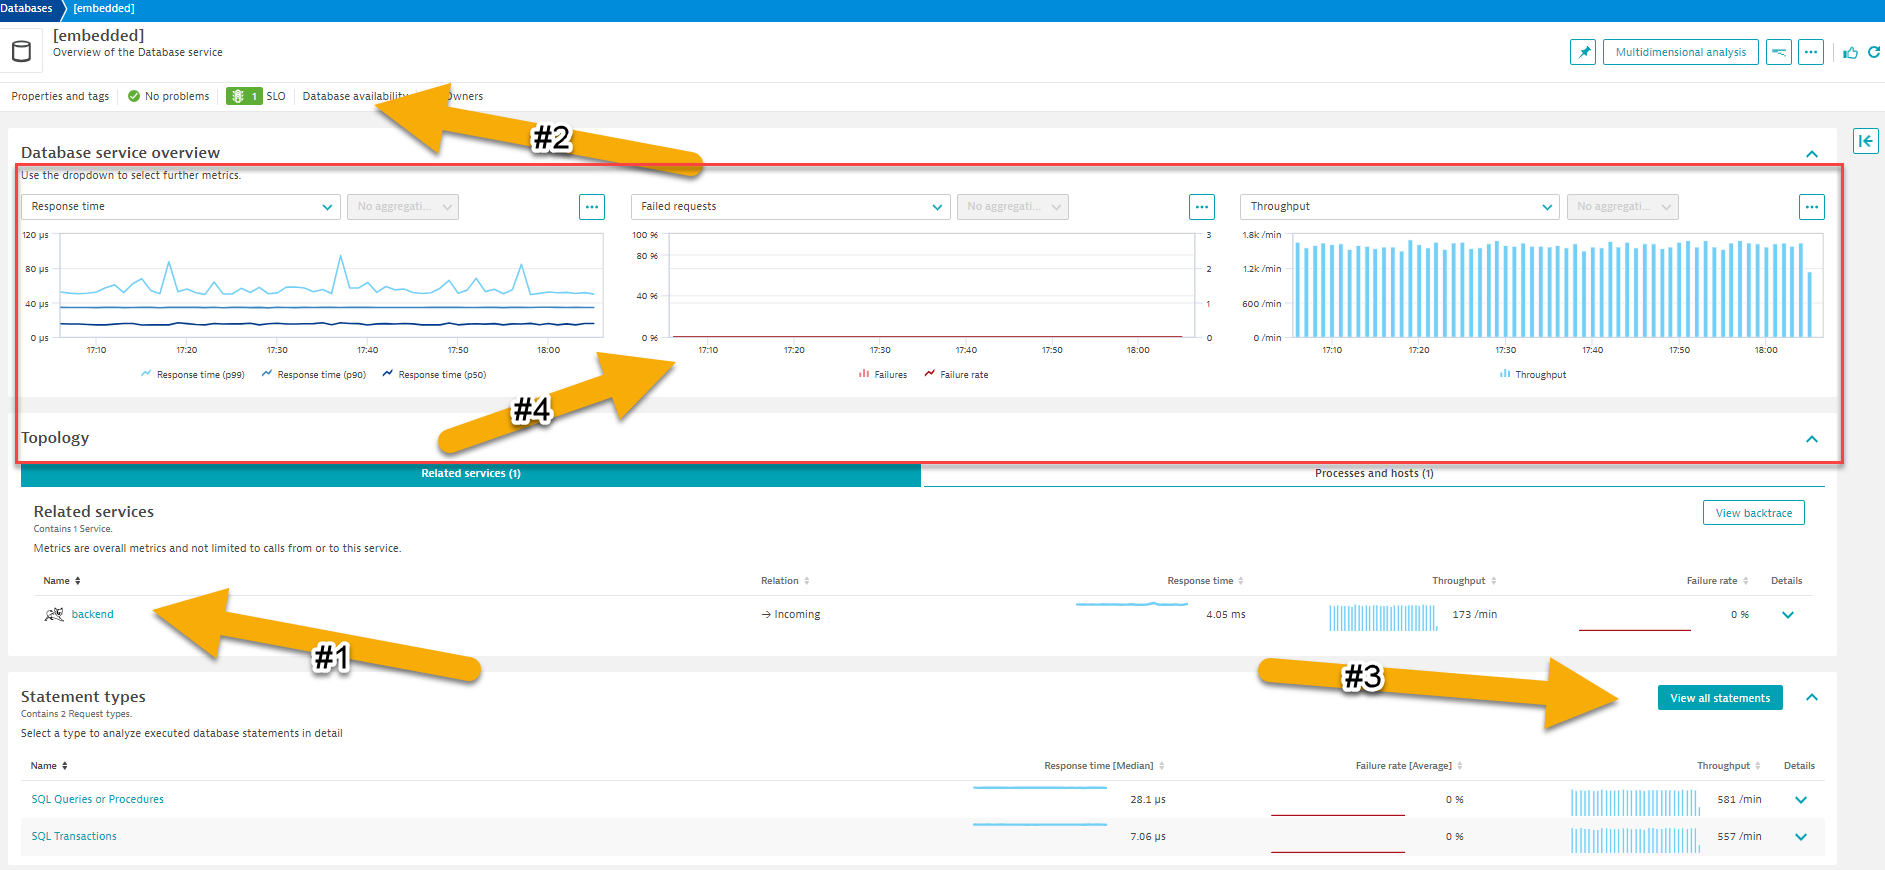 Databases [embedded]
[embedded]
Overview of the Database service
Multidimensional analysis
Properties and tags No problems 1 SLO Database availability wners
#2
Database service overview
Use the dropdown to select further metrics.
Response time No aggregati... Failed requests No aggregati... Throughput No aggregati...
120 µs 100 % 3 1.8k /min
80 µs 80 % 2 1.2k /min
40 µs 40 % 1 600 /min
0 µs 0 % 0 0 /min
17:10 17:20 17:30 17:40 17:50 18:00 17:10 17:20 17:30 17:40 17:50 18:00 17:10 17:20 17:30 17:40 17:50 18:00
Response time (p99) Response time (p90) Response time (p50) Failures Failure rate Throughput
#4
Topology
Related services (1) Processes and hosts (1)
Related services
Contains 1 Service.
View backtrace
Metrics are overall metrics and not limited to calls from or to this service.
Name Relation Response time Throughput Failure rate Details
backend Incoming 4.05 ms 173 /min 0 %
#1
#3
Statement types
View all statements
Contains 2 Request types.
Select a type to analyze executed database statements in detail
Name Response time [Median] Failure rate [Average] Throughput Details
SQL Queries or Procedures 28.1 µs 0 % 581 /min
SQL Transactions 7.06 µs 0 % 557 /min